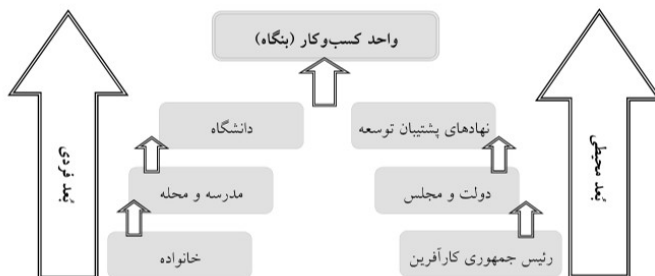 واحد کسب‌وکار (بنگاه)
نهادهای پشتیبان توسعه
دانشگاه
دولت و مجلس
مدرسه و محله
رئیس جمهوری کارآفرین
خانواده
بُعد محیطی
بُعد فردی